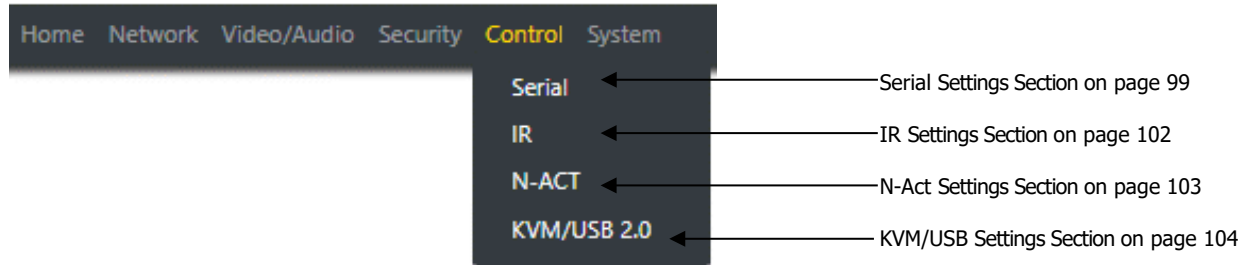 Home Network Video/Audio Security Control System
Serial Serial Settings Section on page 99
IR IR Settings Section on page 102
N-ACT N-Act Settings Section on page 103
KVM/USB 2.0 KVM/USB Settings Section on page 104